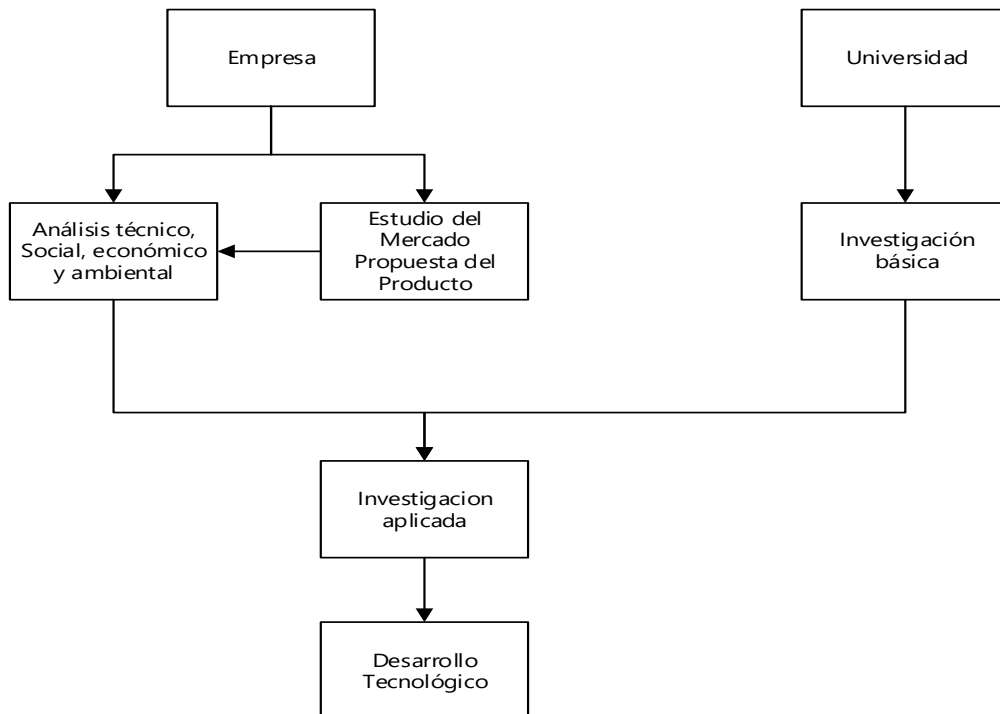 Empresa
Universidad
Análisis técnico,
Social, económico
y ambiental
Estudio del
Mercado
Propuesta del
Producto
Investigación
básica
Investigacion
aplicada
Desarrollo
Tecnológico